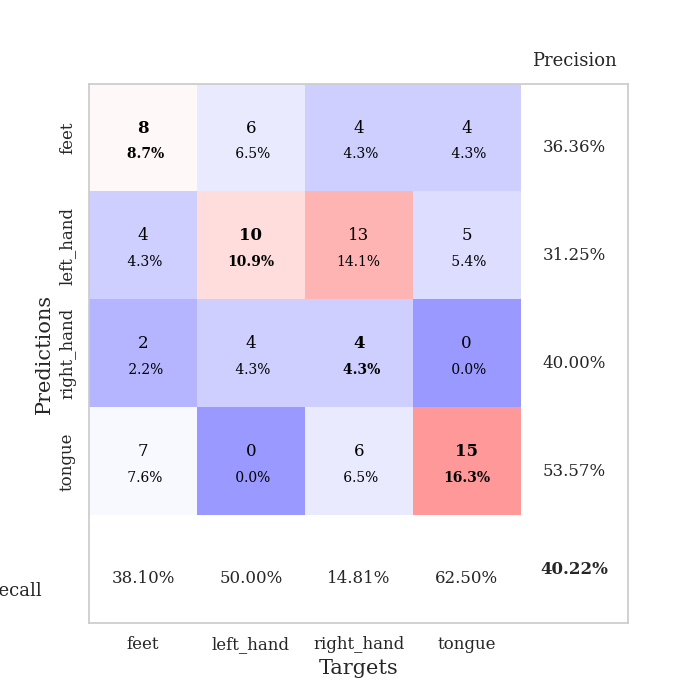 Precision
feet
8 6 4 4 36.36%
8.7% 6.5% 4.3% 4.3%
left_hand
4 10 13 5 31.25%
4.3% 10.9% 14.1% 5.4%
Predictions
right_hand
2 4 4 0 40.00%
2.2% 4.3% 4.3% 0.0%
tongue
7 0 6 15 53.57%
7.6% 0.0% 6.5% 16.3%
ecall
38.10% 50.00% 14.81% 62.50% 40.22%
feet left_hand right_hand tongue
Targets